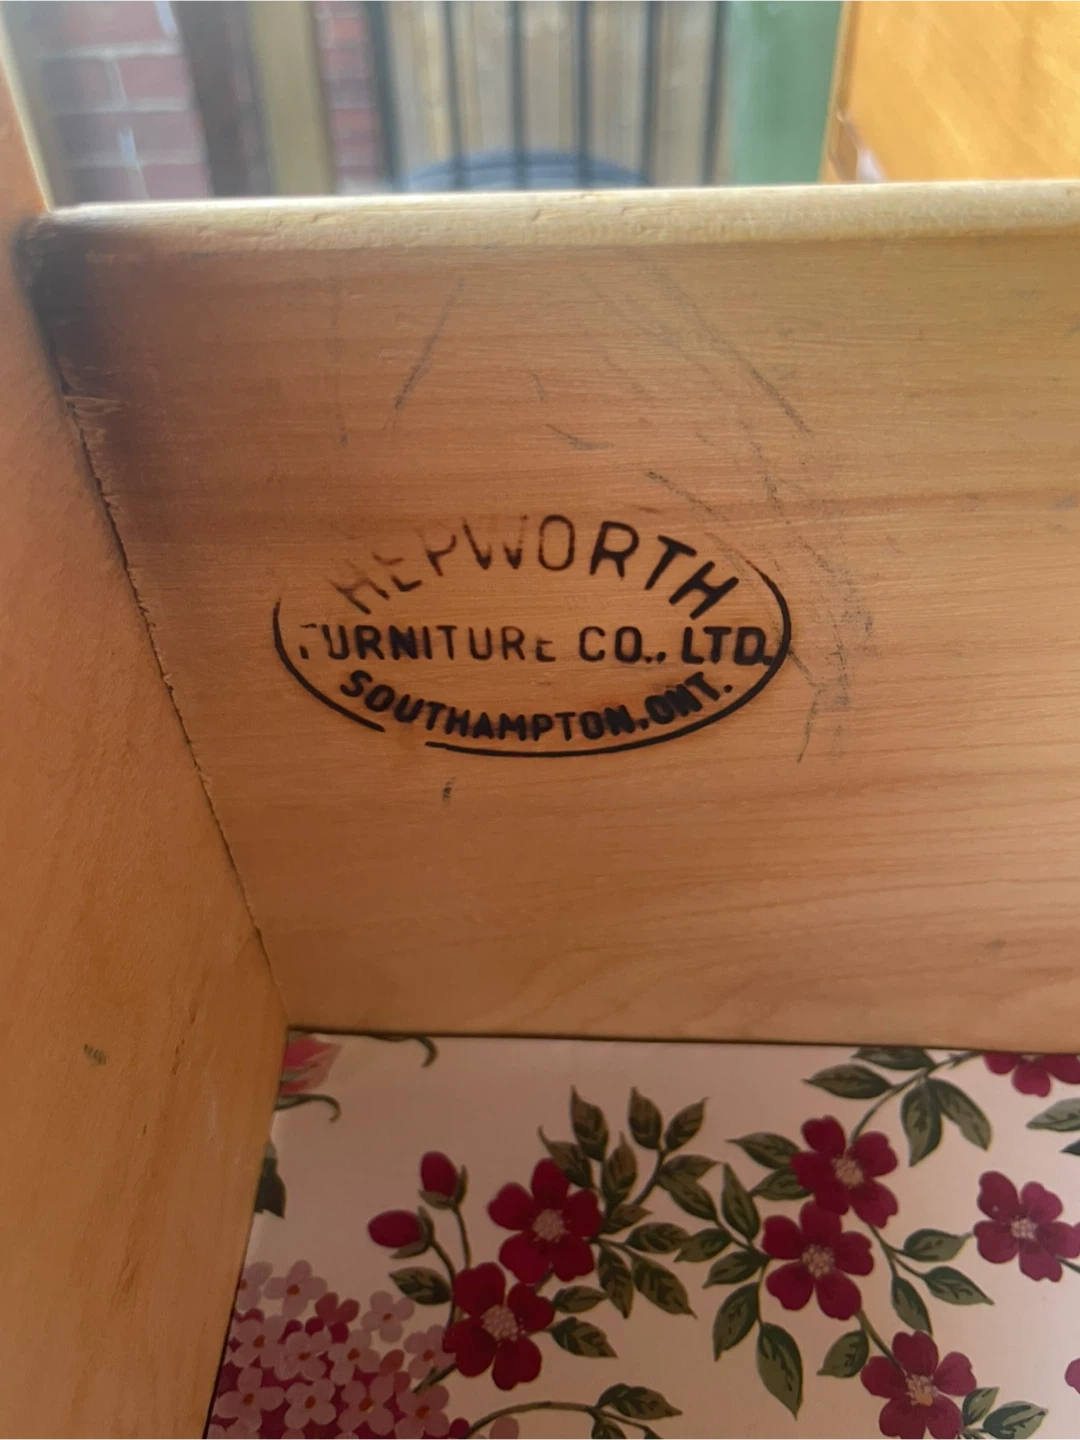 HEPWORTH
FURNITURE CO., LTD.
SOUTHAMPTON, ONT.